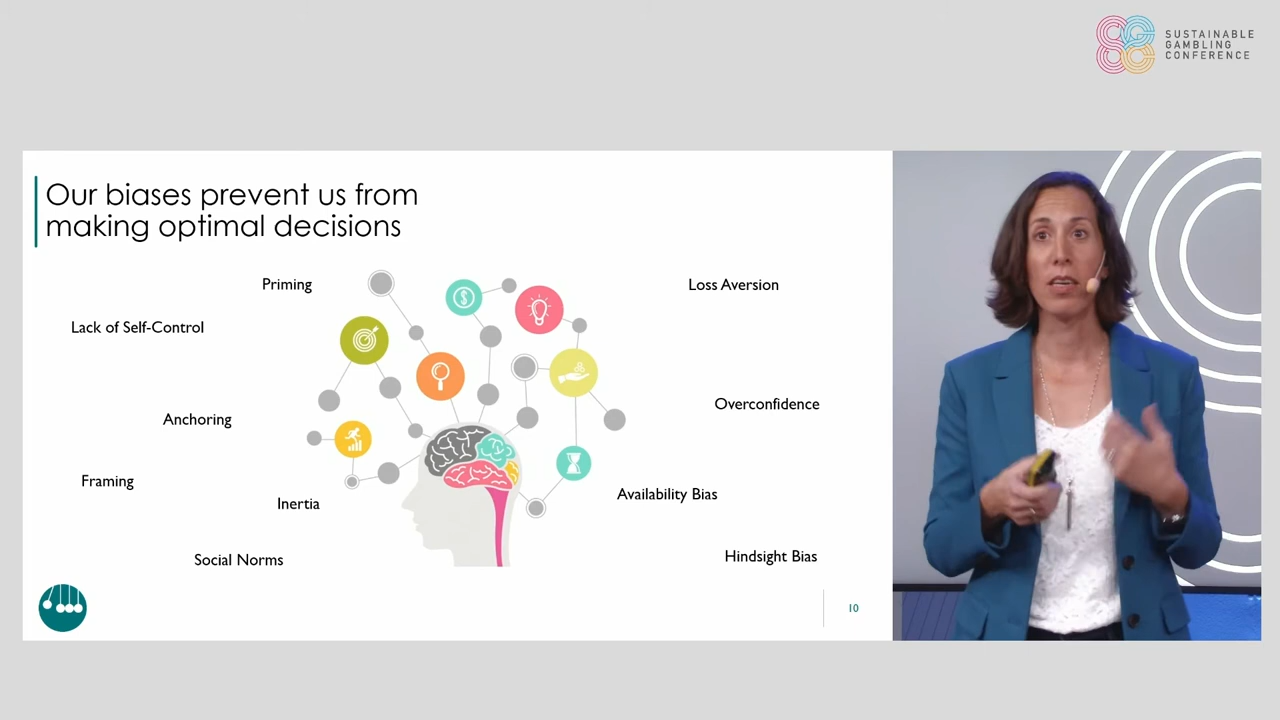 SUSTAINABLE
GAMBLING
CONFERENCE
Our biases prevent us from
making optimal decisions
Priming
Loss Aversion
Lack of Self-Control
$
Overconfidence
Anchoring
Framing
Availability Bias
Inertia
Hindsight Bias
Social Norms
10